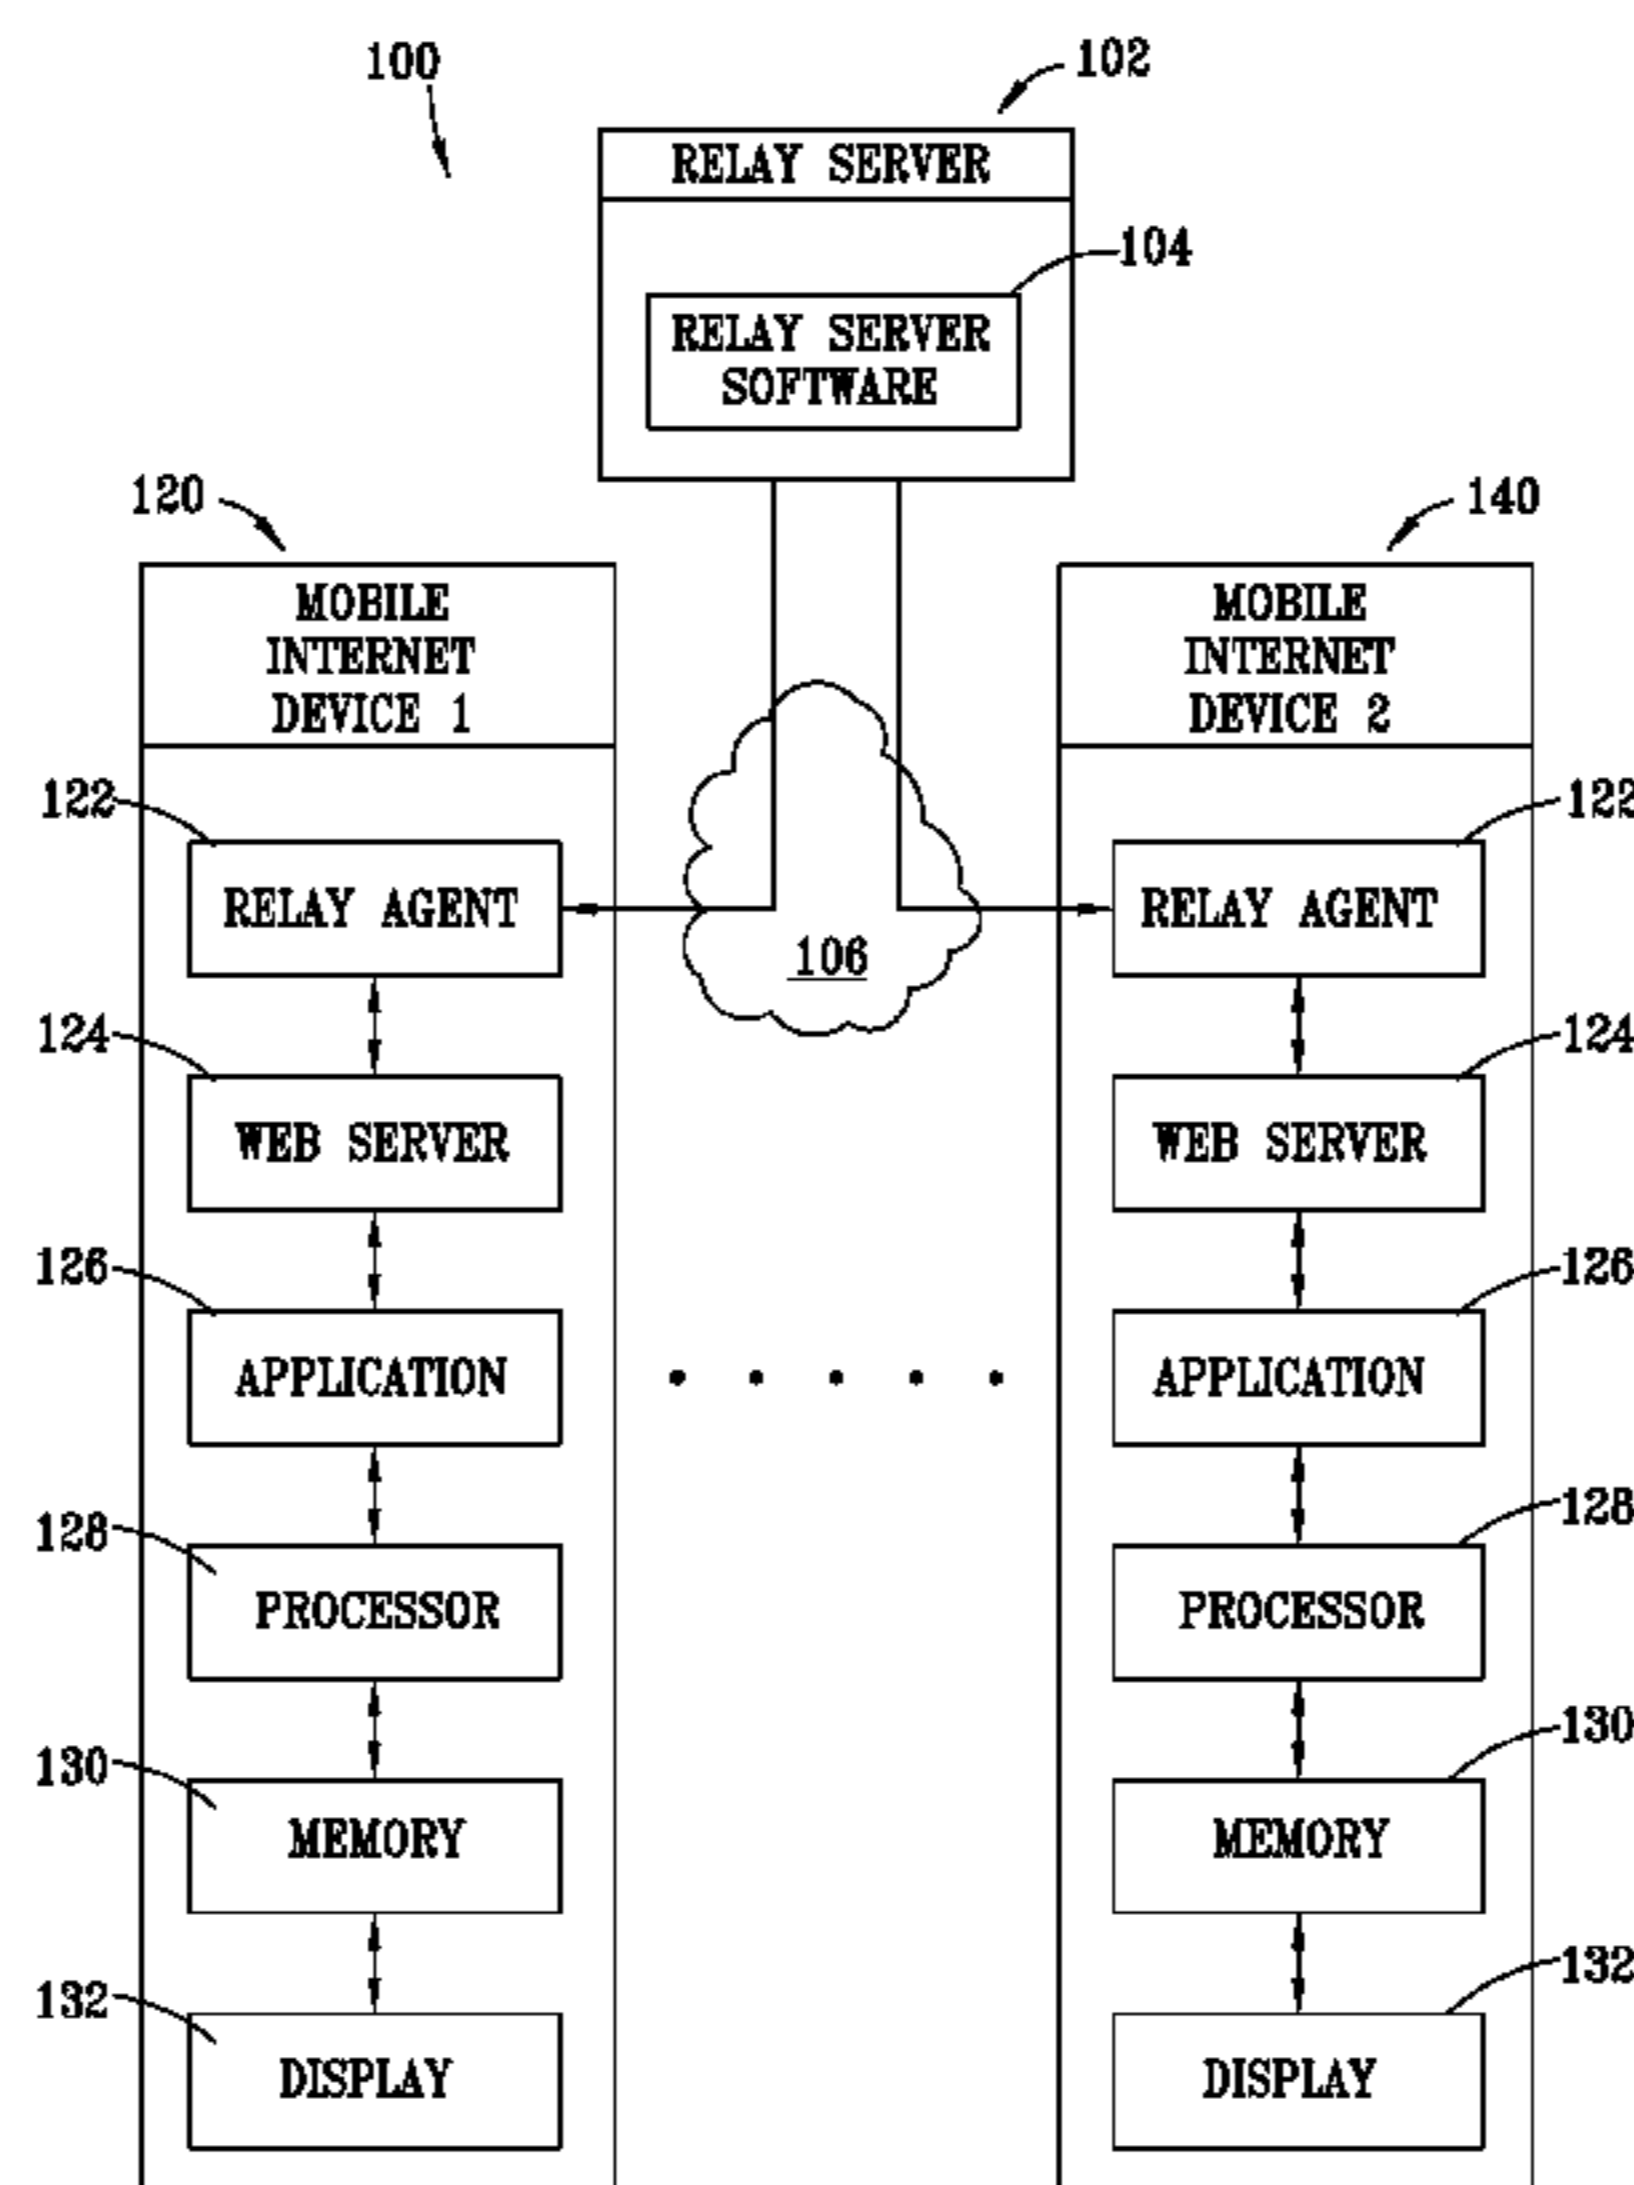 100
102
RELAY SERVER
104
RELAY SERVER
SOFTWARE
120
140
MOBILE
INTERNET
DEVICE 1
MOBILE
INTERNET
DEVICE 2
122
122
RELAY AGENT
RELAY AGENT
106
124
124
WEB SERVER
WEB SERVER
126
126
APPLICATION
APPLICATION
128
128
PROCESSOR
PROCESSOR
130
130
MEMORY
MEMORY
132
132
DISPLAY
DISPLAY